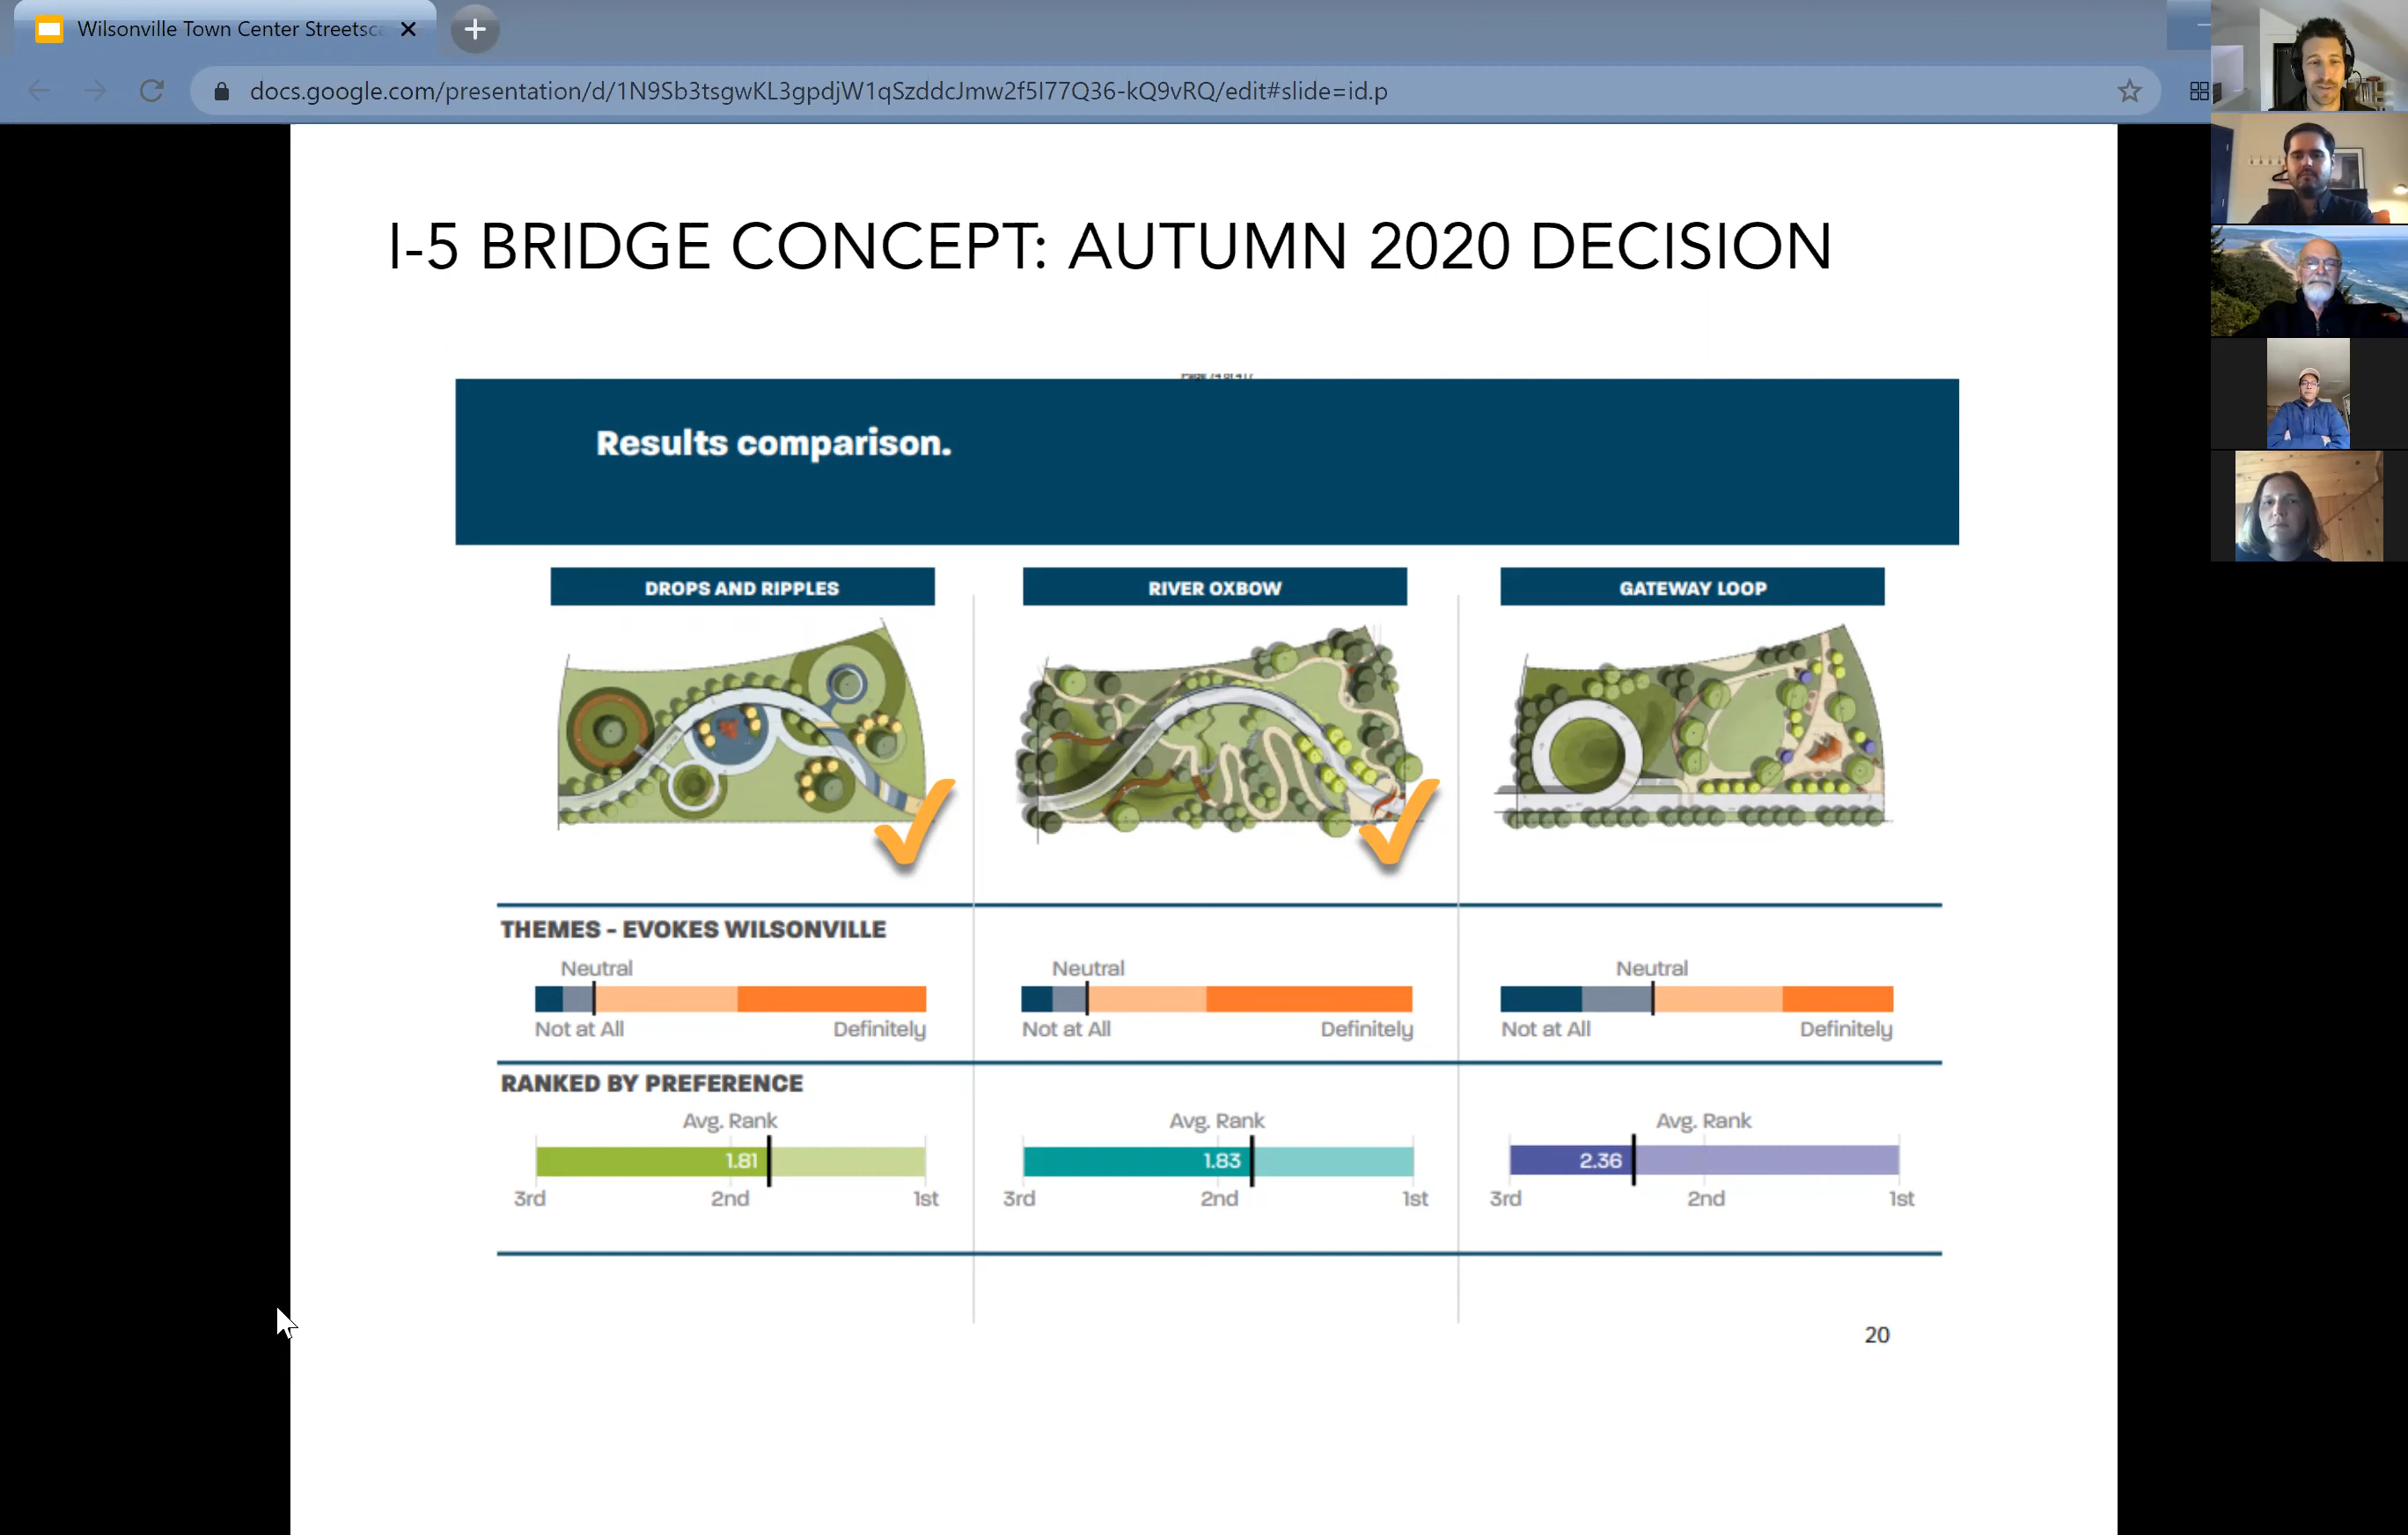 Wilsonville Town Center Streetsc
docs.google.com/presentation/d/1N9Sb3tsgwKL3gpdjW1qSzddcJmw2f5I77Q36-kQ9vRQ/edit#slide=id.p
I-5 BRIDGE CONCEPT: AUTUMN 2020 DECISION
Results comparison.
DROPS AND RIPPLES
RIVER OXBOW
GATEWAY LOOP
THEMES - EVOKES WILSONVILLE
Neutral
Neutral
Neutral
Not at All
Definitely
Not at All
Definitely
Not at All
Definitely
RANKED BY PREFERENCE
Avg. Rank
Avg. Rank
Avg. Rank
1.81
1.83
2.36
3rd
2nd
1st
3rd
2nd
1st
3rd
2nd
1st
20